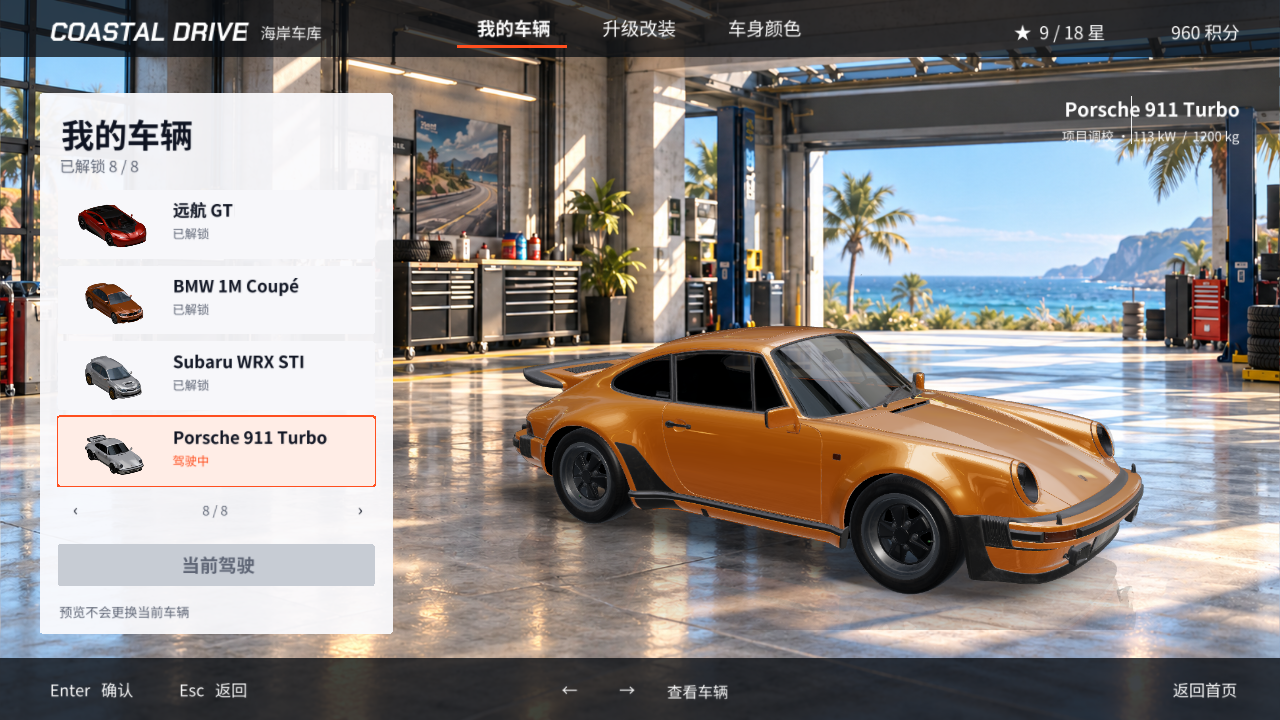 COASTAL DRIVE 海岸车库
我的车辆 升级改装 车身颜色
★ 9 / 18 星 960 积分
我的车辆
已解锁 8 / 8
远航 GT
已解锁
BMW 1M Coupé
已解锁
Subaru WRX STI
已解锁
Porsche 911 Turbo
驾驶中
‹ 8 / 8 ›
当前驾驶
预览不会更换当前车辆
Porsche 911 Turbo
项目调校 · 113 kW / 1200 kg
Enter 确认 Esc 返回 ← → 查看车辆 返回首页